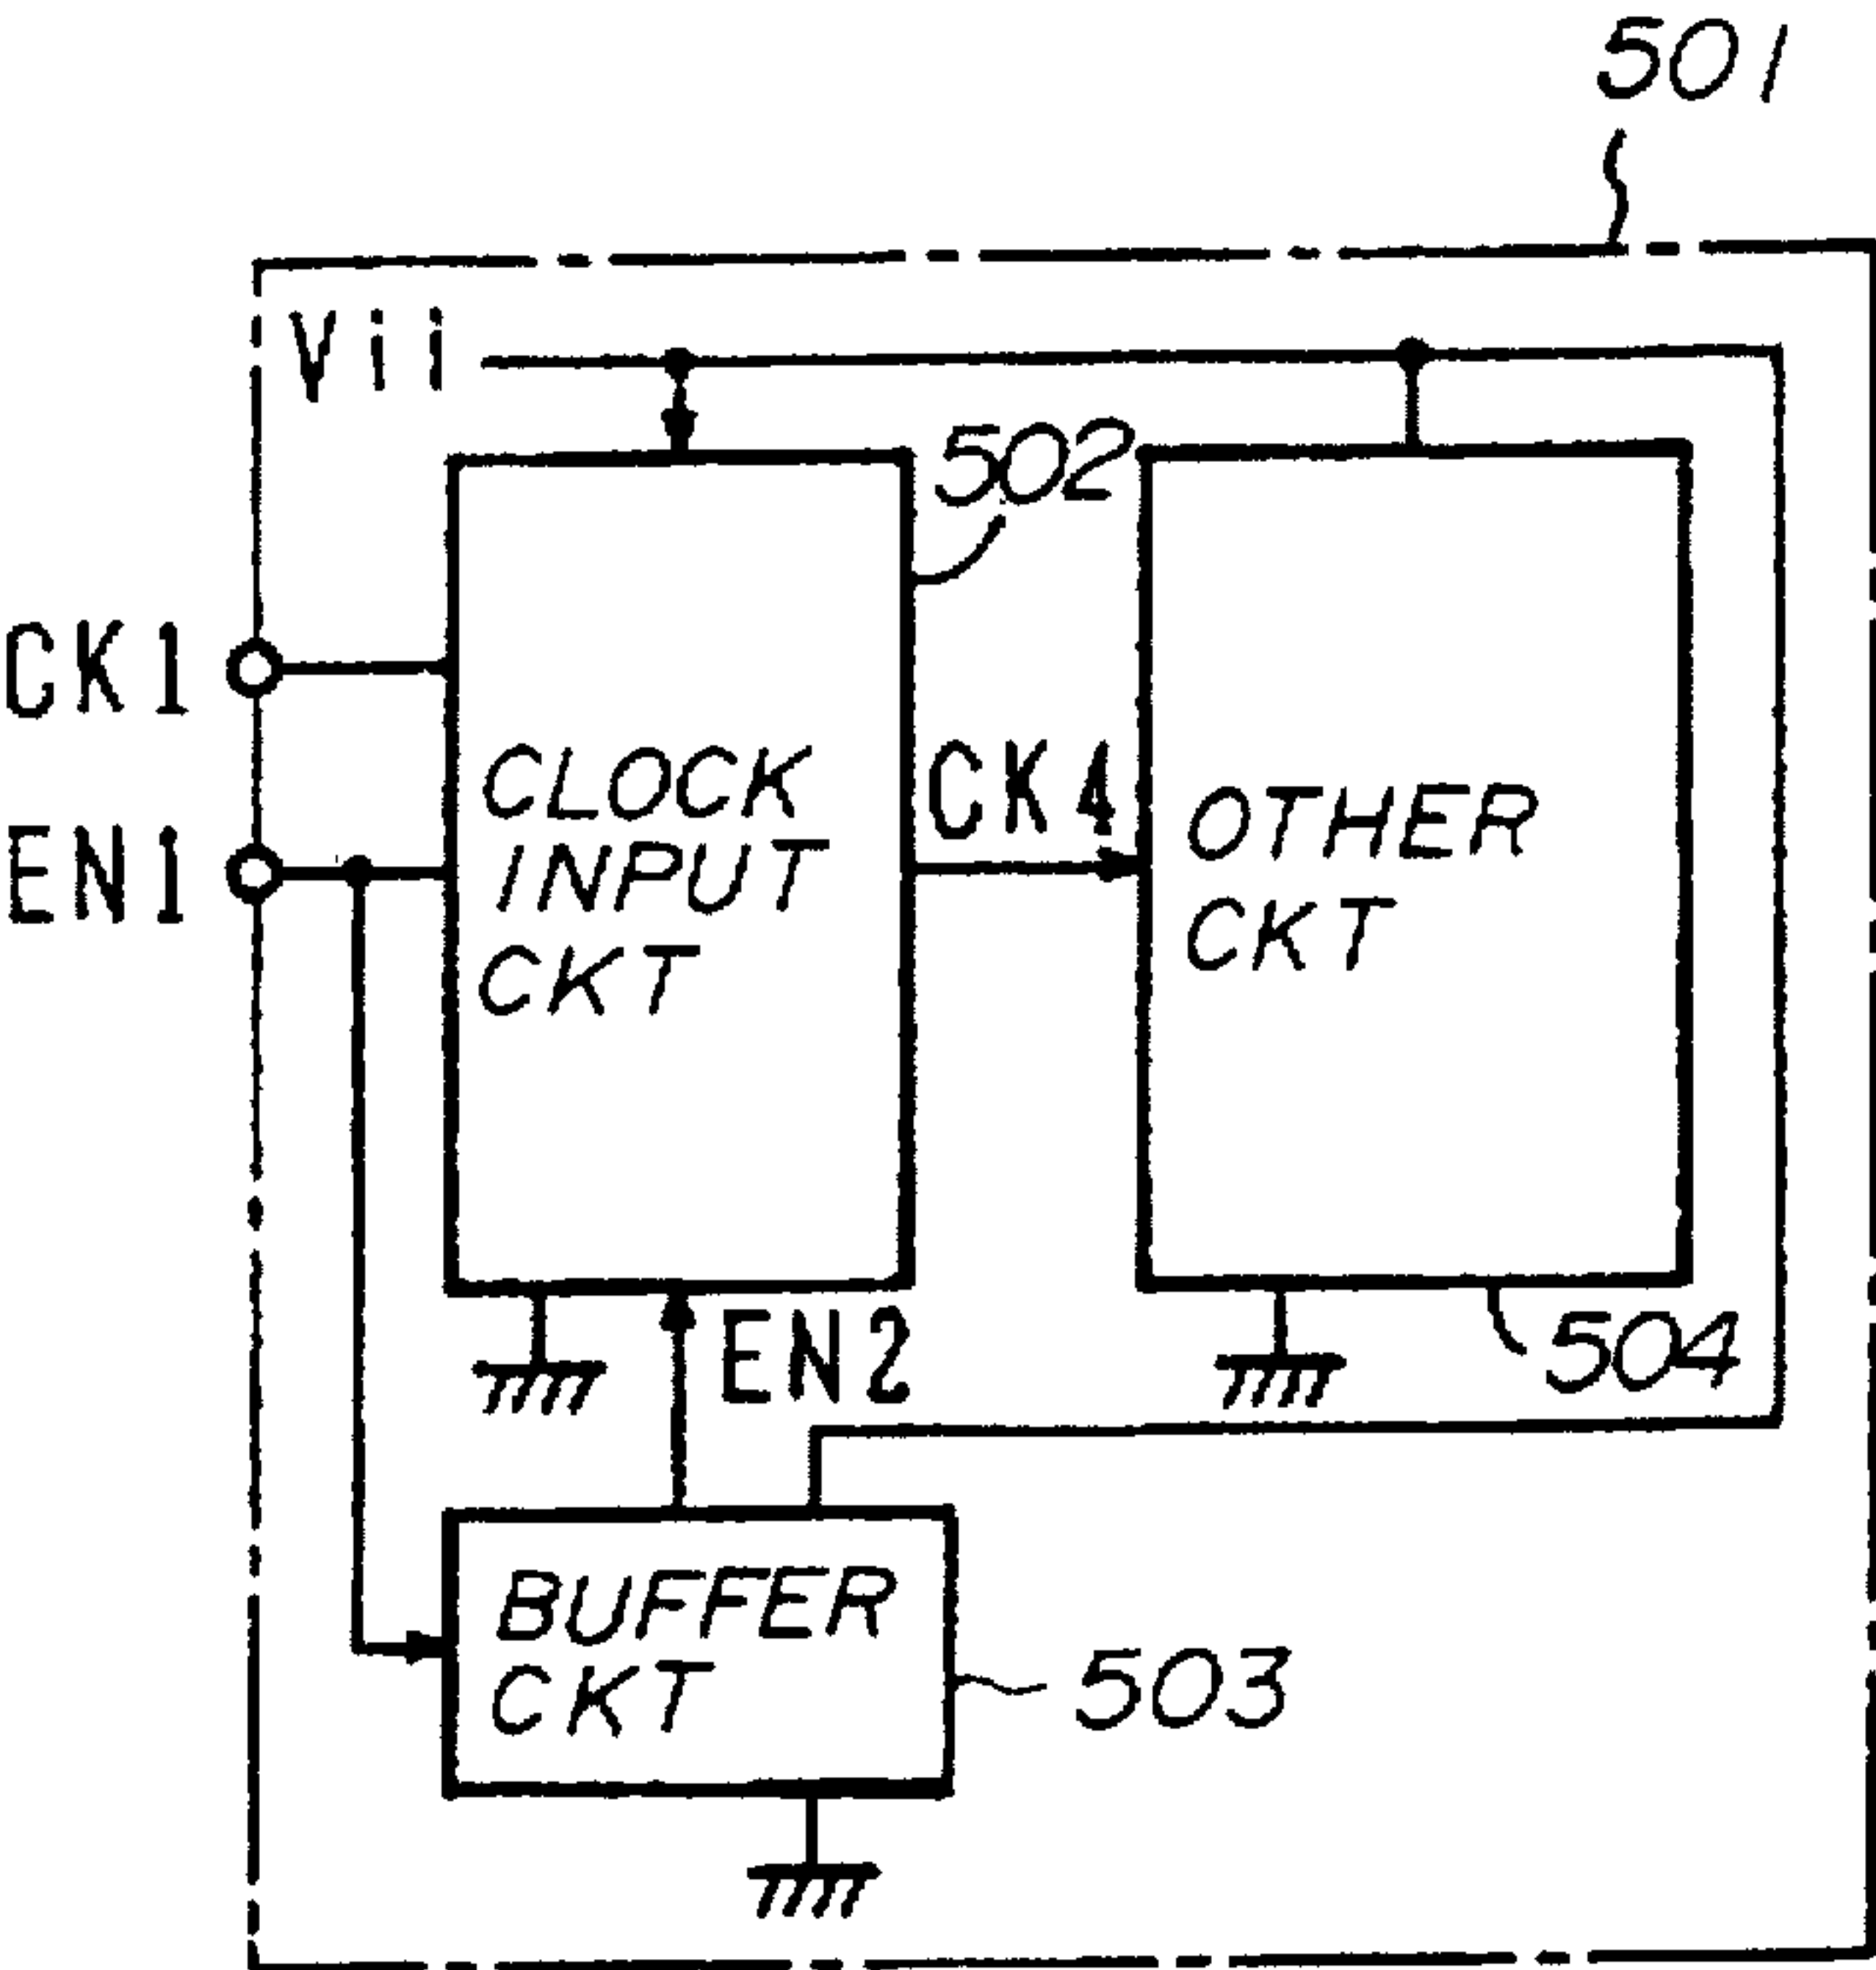 501
Vii
502
CK1
CLOCK
INPUT
CKT
CK4
OTHER
CKT
EN1
EN2
504
BUFFER
CKT
503